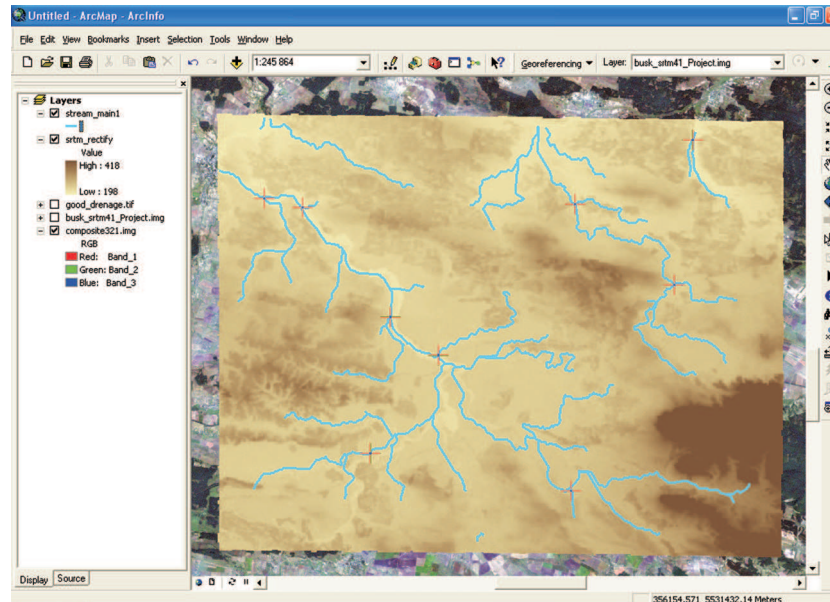 Untitled - ArcMap - ArcInfo
File Edit View Bookmarks Insert Selection Tools Window Help
1:245 864
Georeferencing
Layer: busk_srtm41_Project.img
Layers
stream_main1
srtm_rectify
Value
High : 418
Low : 198
good_drenage.tif
busk_srtm41_Project.img
composite321.img
RGB
Red: Band_1
Green: Band_2
Blue: Band_3
Display Source
356154,571 5531432,14 Meters